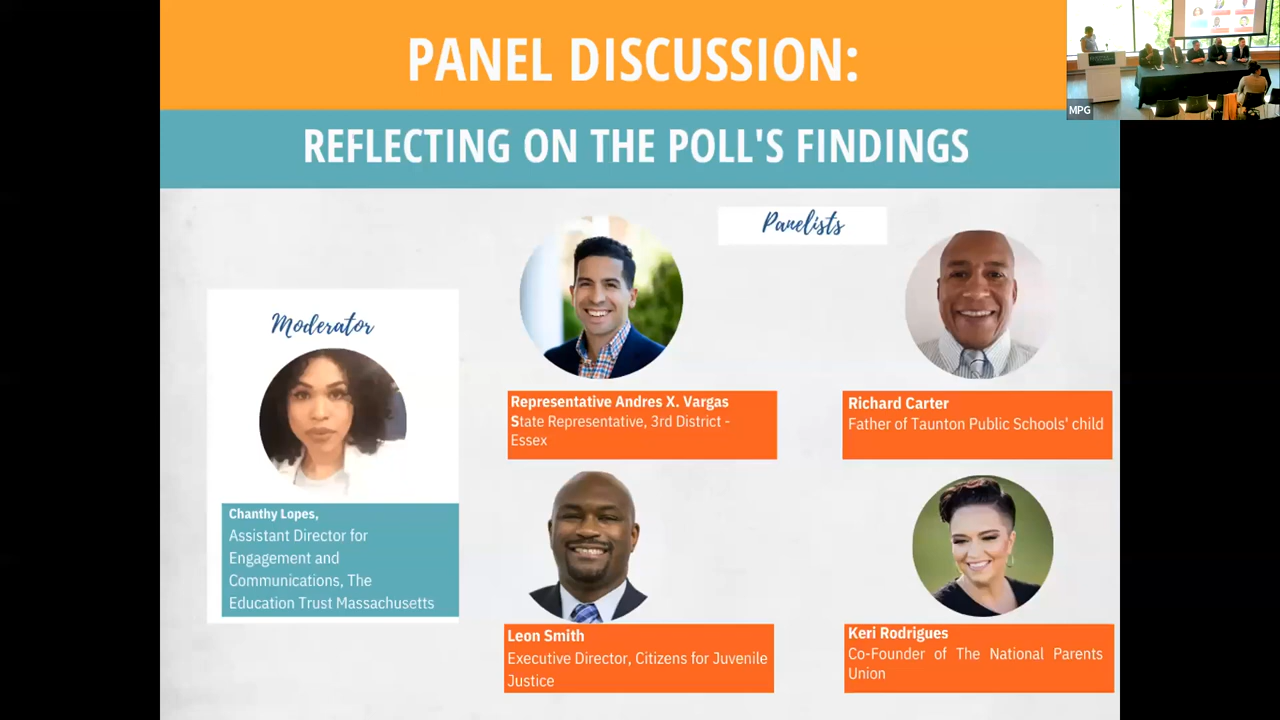 PANEL DISCUSSION:
REFLECTING ON THE POLL'S FINDINGS
Panelists
Moderator
Chanthy Lopes,
Assistant Director for
Engagement and
Communications, The
Education Trust Massachusetts
Representative Andres X. Vargas
State Representative, 3rd District -
Essex
Richard Carter
Father of Taunton Public Schools' child
Leon Smith
Executive Director, Citizens for Juvenile
Justice
Keri Rodrigues
Co-Founder of The National Parents
Union
MPG